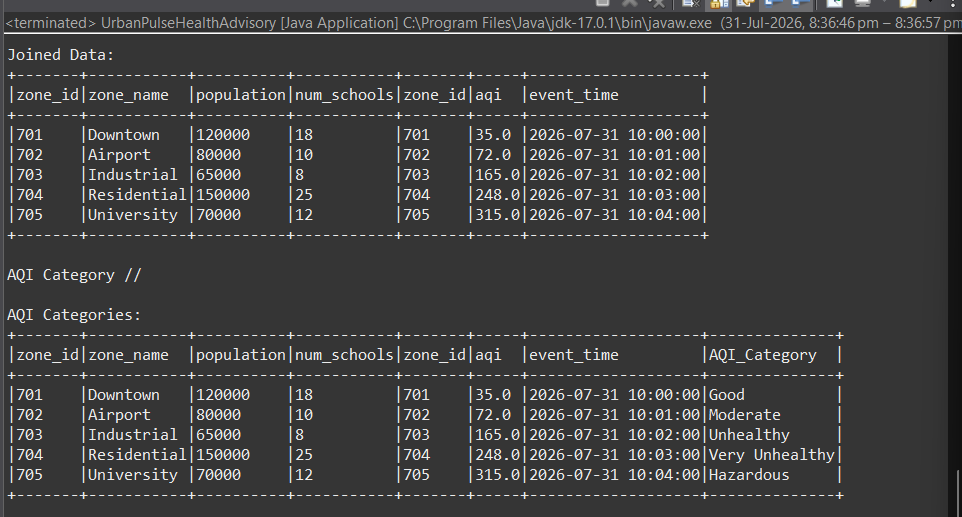 <terminated> UrbanPulseHealthAdvisory [Java Application] C:\Program Files\Java\jdk-17.0.1\bin\javaw.exe (31-Jul-2026, 8:36:46 pm – 8:36:57 pm
Joined Data:
+-------+-----------+----------+-----------+-------+-----+-------------------+
|zone_id|zone_name  |population|num_schools|zone_id|aqi  |event_time         |
+-------+-----------+----------+-----------+-------+-----+-------------------+
|701    |Downtown   |120000    |18         |701    |35.0 |2026-07-31 10:00:00|
|702    |Airport    |80000     |10         |702    |72.0 |2026-07-31 10:01:00|
|703    |Industrial |65000     |8          |703    |165.0|2026-07-31 10:02:00|
|704    |Residential|150000    |25         |704    |248.0|2026-07-31 10:03:00|
|705    |University |70000     |12         |705    |315.0|2026-07-31 10:04:00|
+-------+-----------+----------+-----------+-------+-----+-------------------+
AQI Category //
AQI Categories:
+-------+-----------+----------+-----------+-------+-----+-------------------+--------------+
|zone_id|zone_name  |population|num_schools|zone_id|aqi  |event_time         |AQI_Category  |
+-------+-----------+----------+-----------+-------+-----+-------------------+--------------+
|701    |Downtown   |120000    |18         |701    |35.0 |2026-07-31 10:00:00|Good          |
|702    |Airport    |80000     |10         |702    |72.0 |2026-07-31 10:01:00|Moderate      |
|703    |Industrial |65000     |8          |703    |165.0|2026-07-31 10:02:00|Unhealthy     |
|704    |Residential|150000    |25         |704    |248.0|2026-07-31 10:03:00|Very Unhealthy|
|705    |University |70000     |12         |705    |315.0|2026-07-31 10:04:00|Hazardous     |
+-------+-----------+----------+-----------+-------+-----+-------------------+--------------+